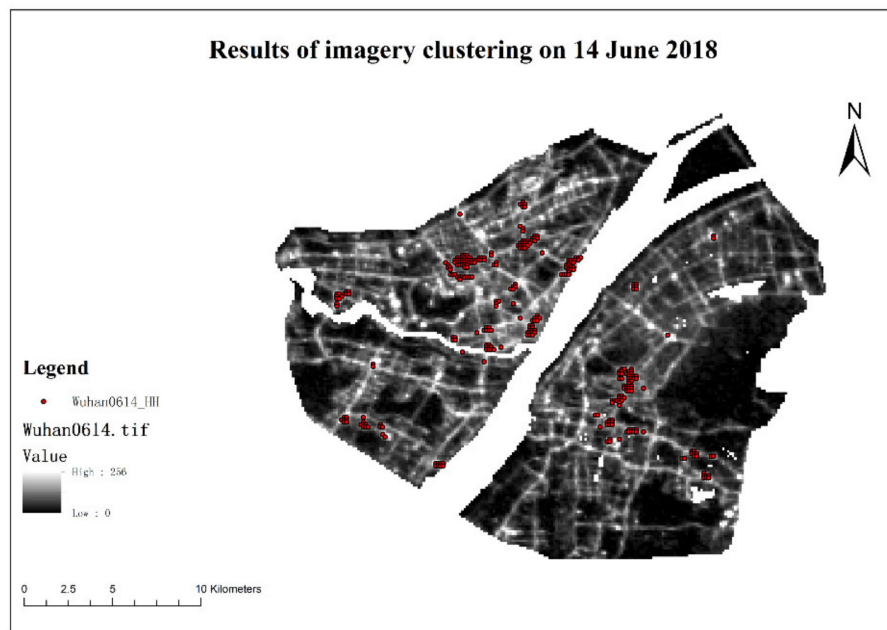 Results of imagery clustering on 14 June 2018
N
Legend
Wuhan0614_HH
Wuhan0614.tif
Value
High : 256
Low : 0
0 2.5 5 10 Kilometers